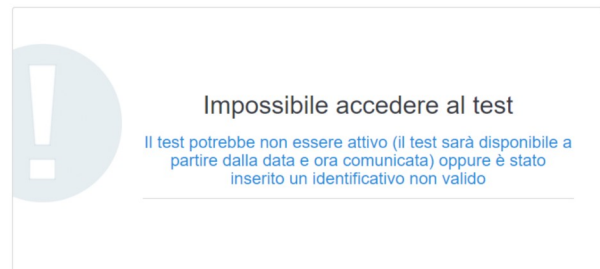 Impossibile accedere al test
Il test potrebbe non essere attivo (il test sarà disponibile a
partire dalla data e ora comunicata) oppure è stato
inserito un identificativo non valido